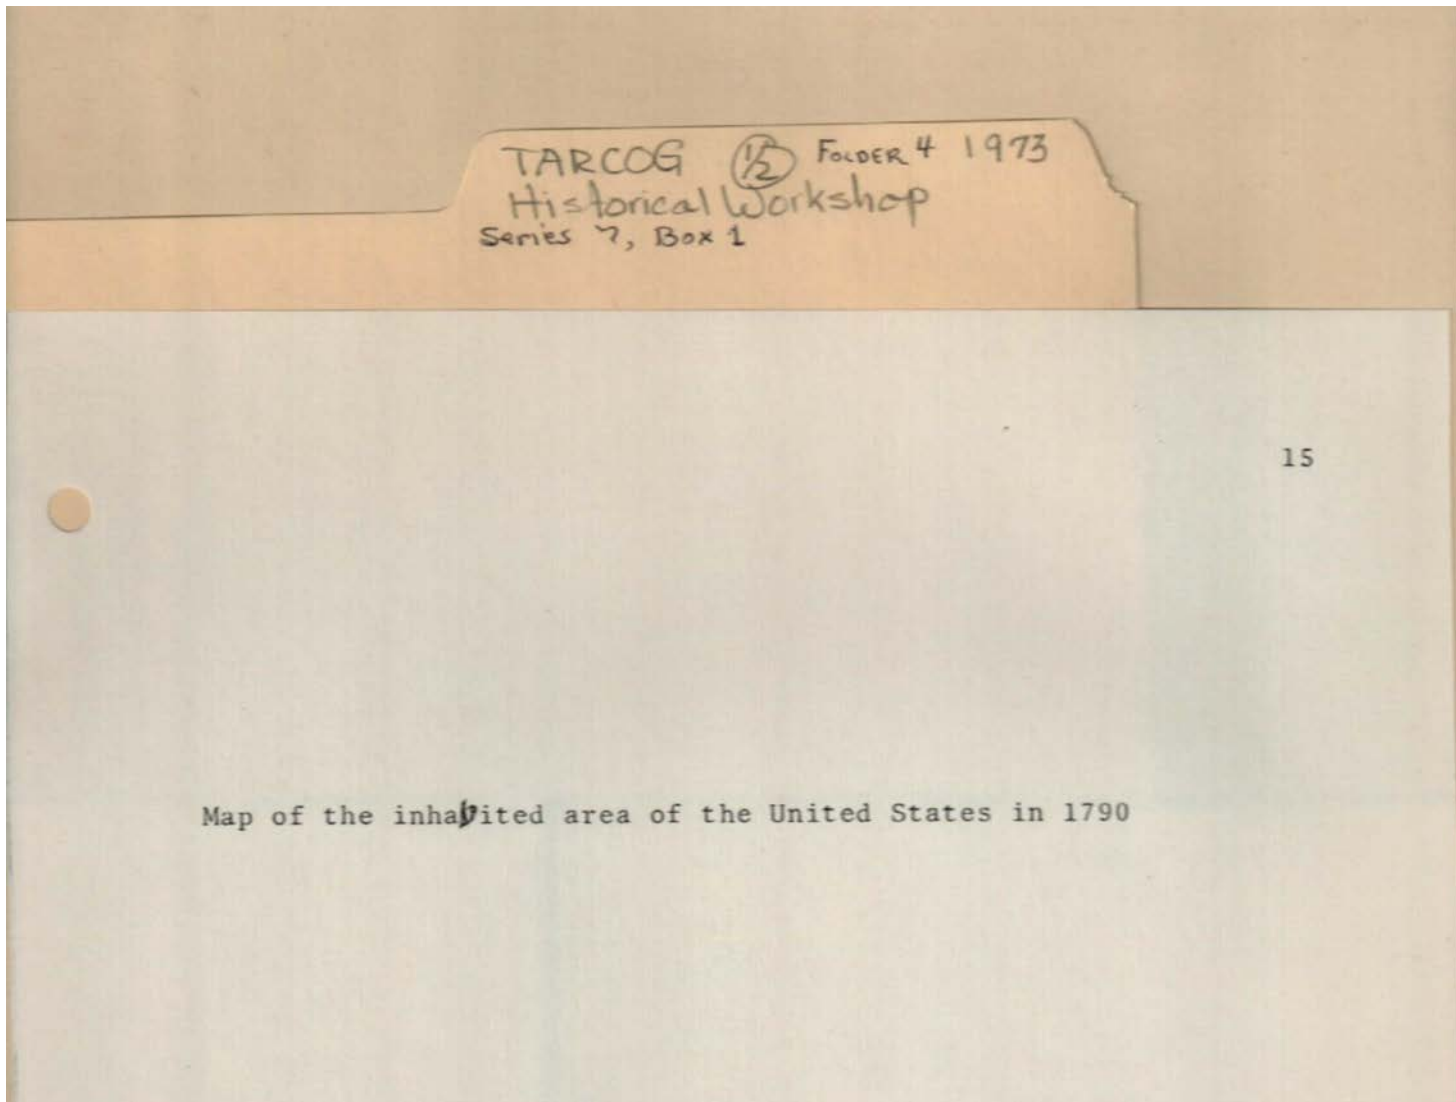 TARCOG 1/2 FOLDER 4 1973
Historical Workshop
Series 7, Box 1
15
Map of the inhabited area of the United States in 1790